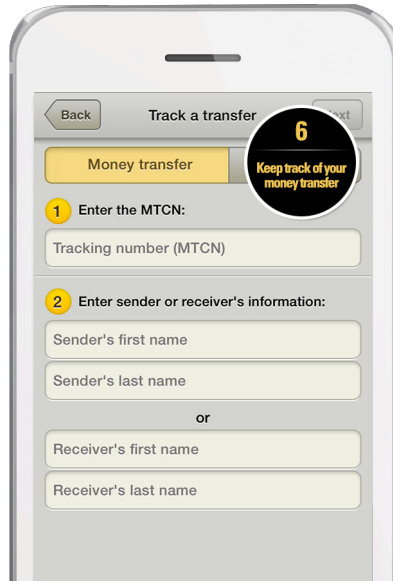 Back
Track a transfer
6
Keep track of your
money transfer
Money transfer
1 Enter the MTCN:
Tracking number (MTCN)
2 Enter sender or receiver's information:
Sender's first name
Sender's last name
or
Receiver's first name
Receiver's last name